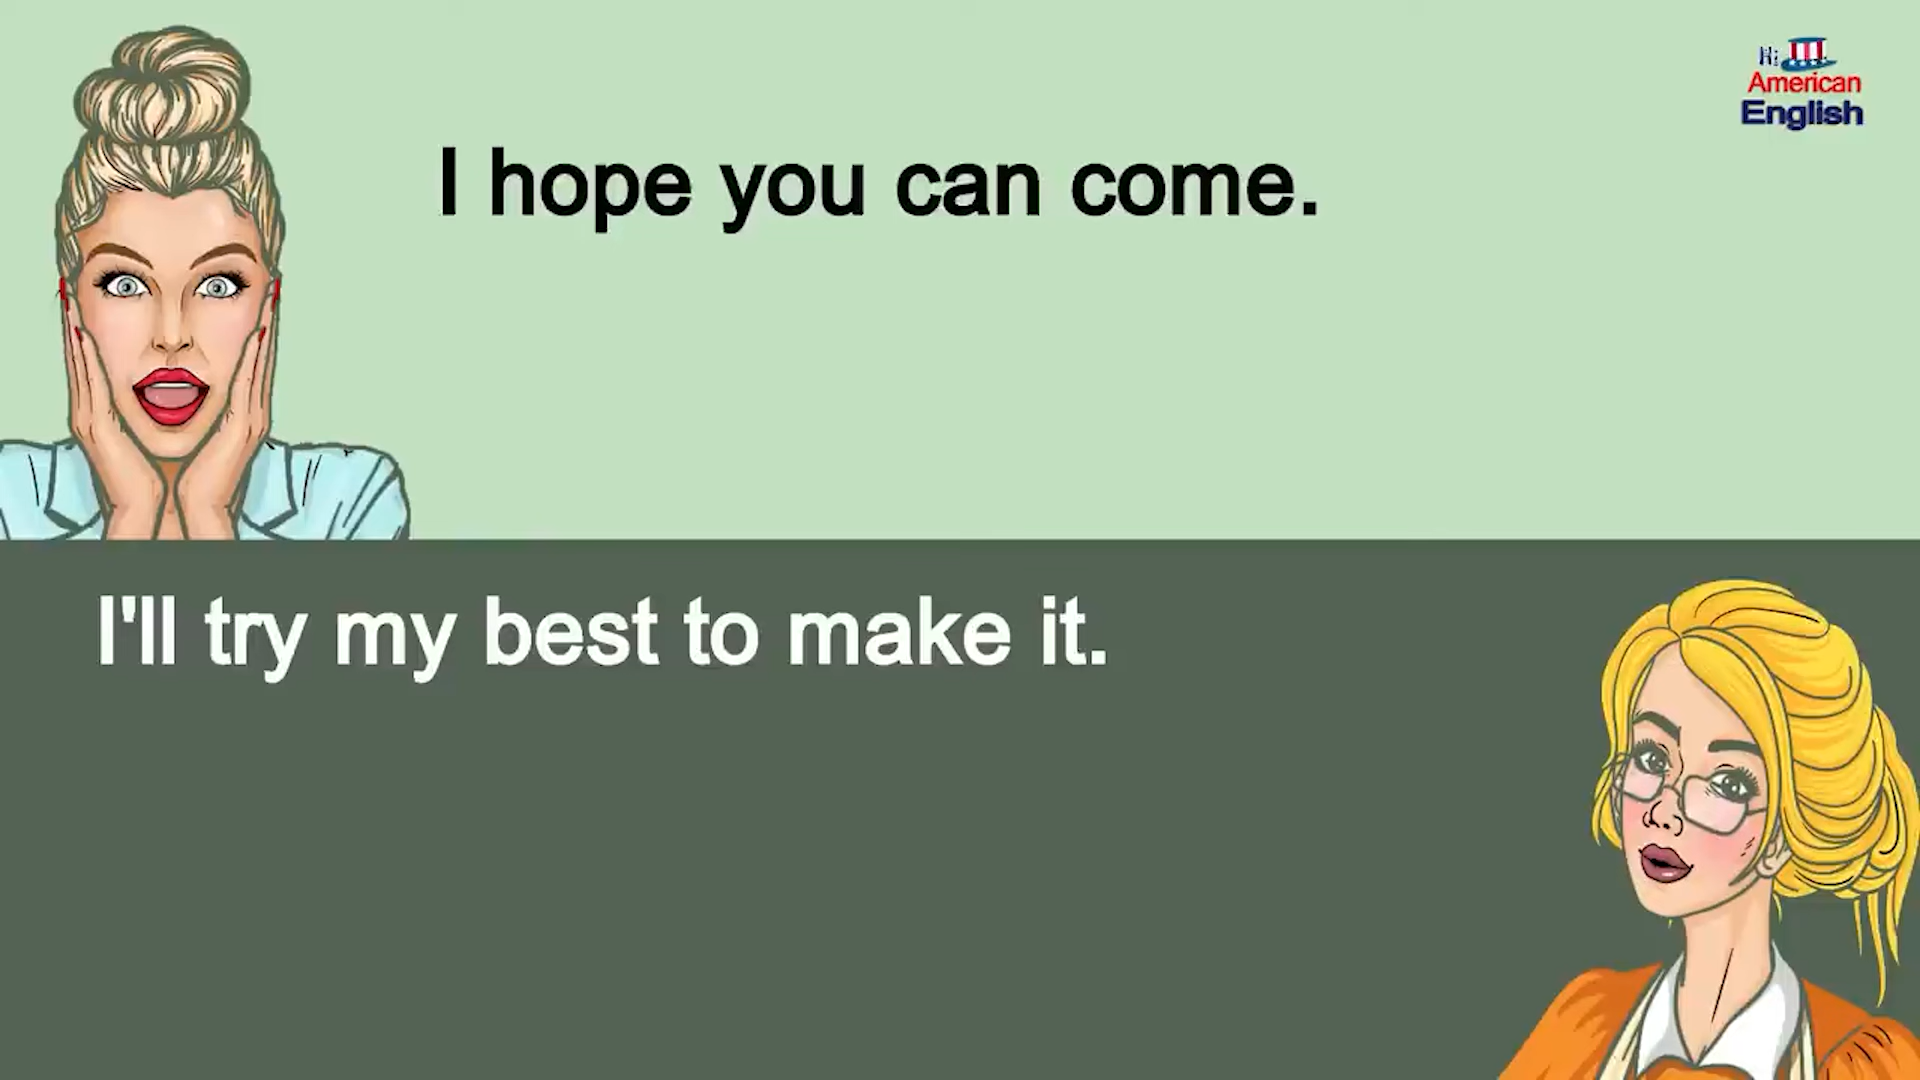 Hi
American
English
I hope you can come.
I'll try my best to make it.